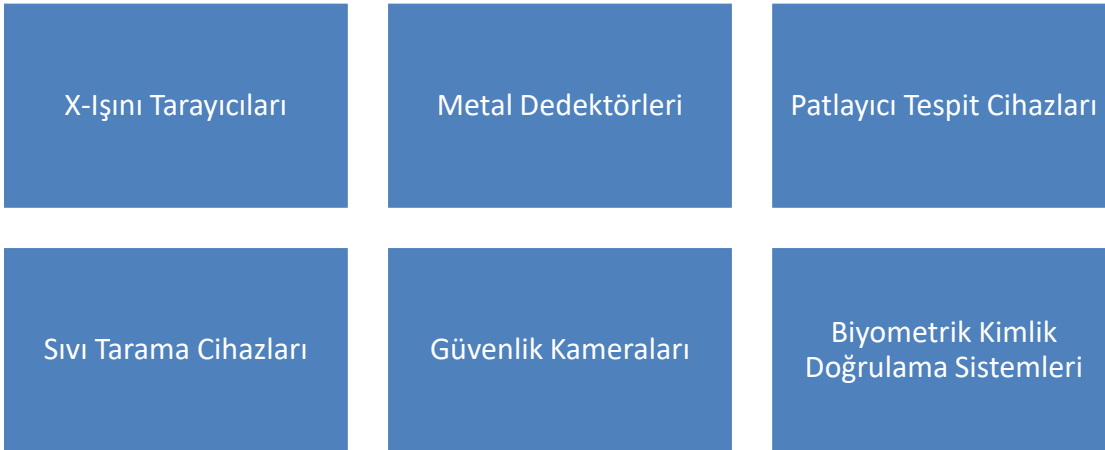 X-Işını Tarayıcıları
Metal Dedektörleri
Patlayıcı Tespit Cihazları
Sıvı Tarama Cihazları
Güvenlik Kameraları
Biyometrik Kimlik
Doğrulama Sistemleri